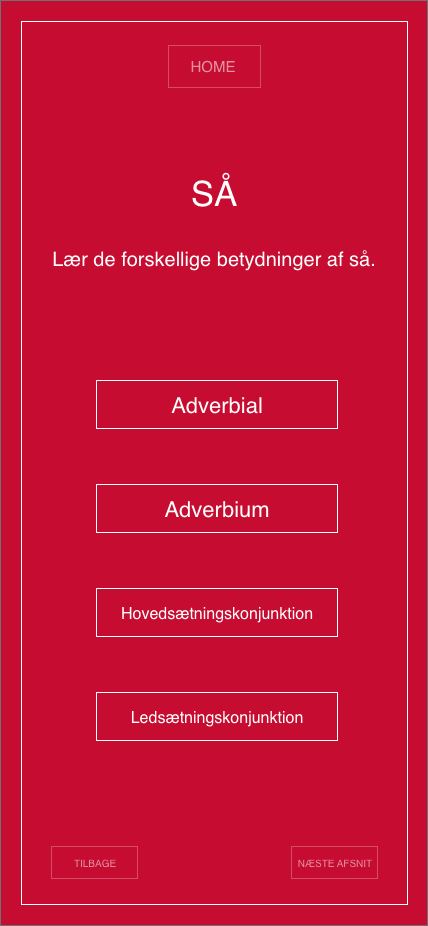 HOME
SÅ
Lær de forskellige betydninger af så.
Adverbial
Adverbium
Hovedsætningskonjunktion
Ledsætningskonjunktion
TILBAGE
NÆSTE AFSNIT